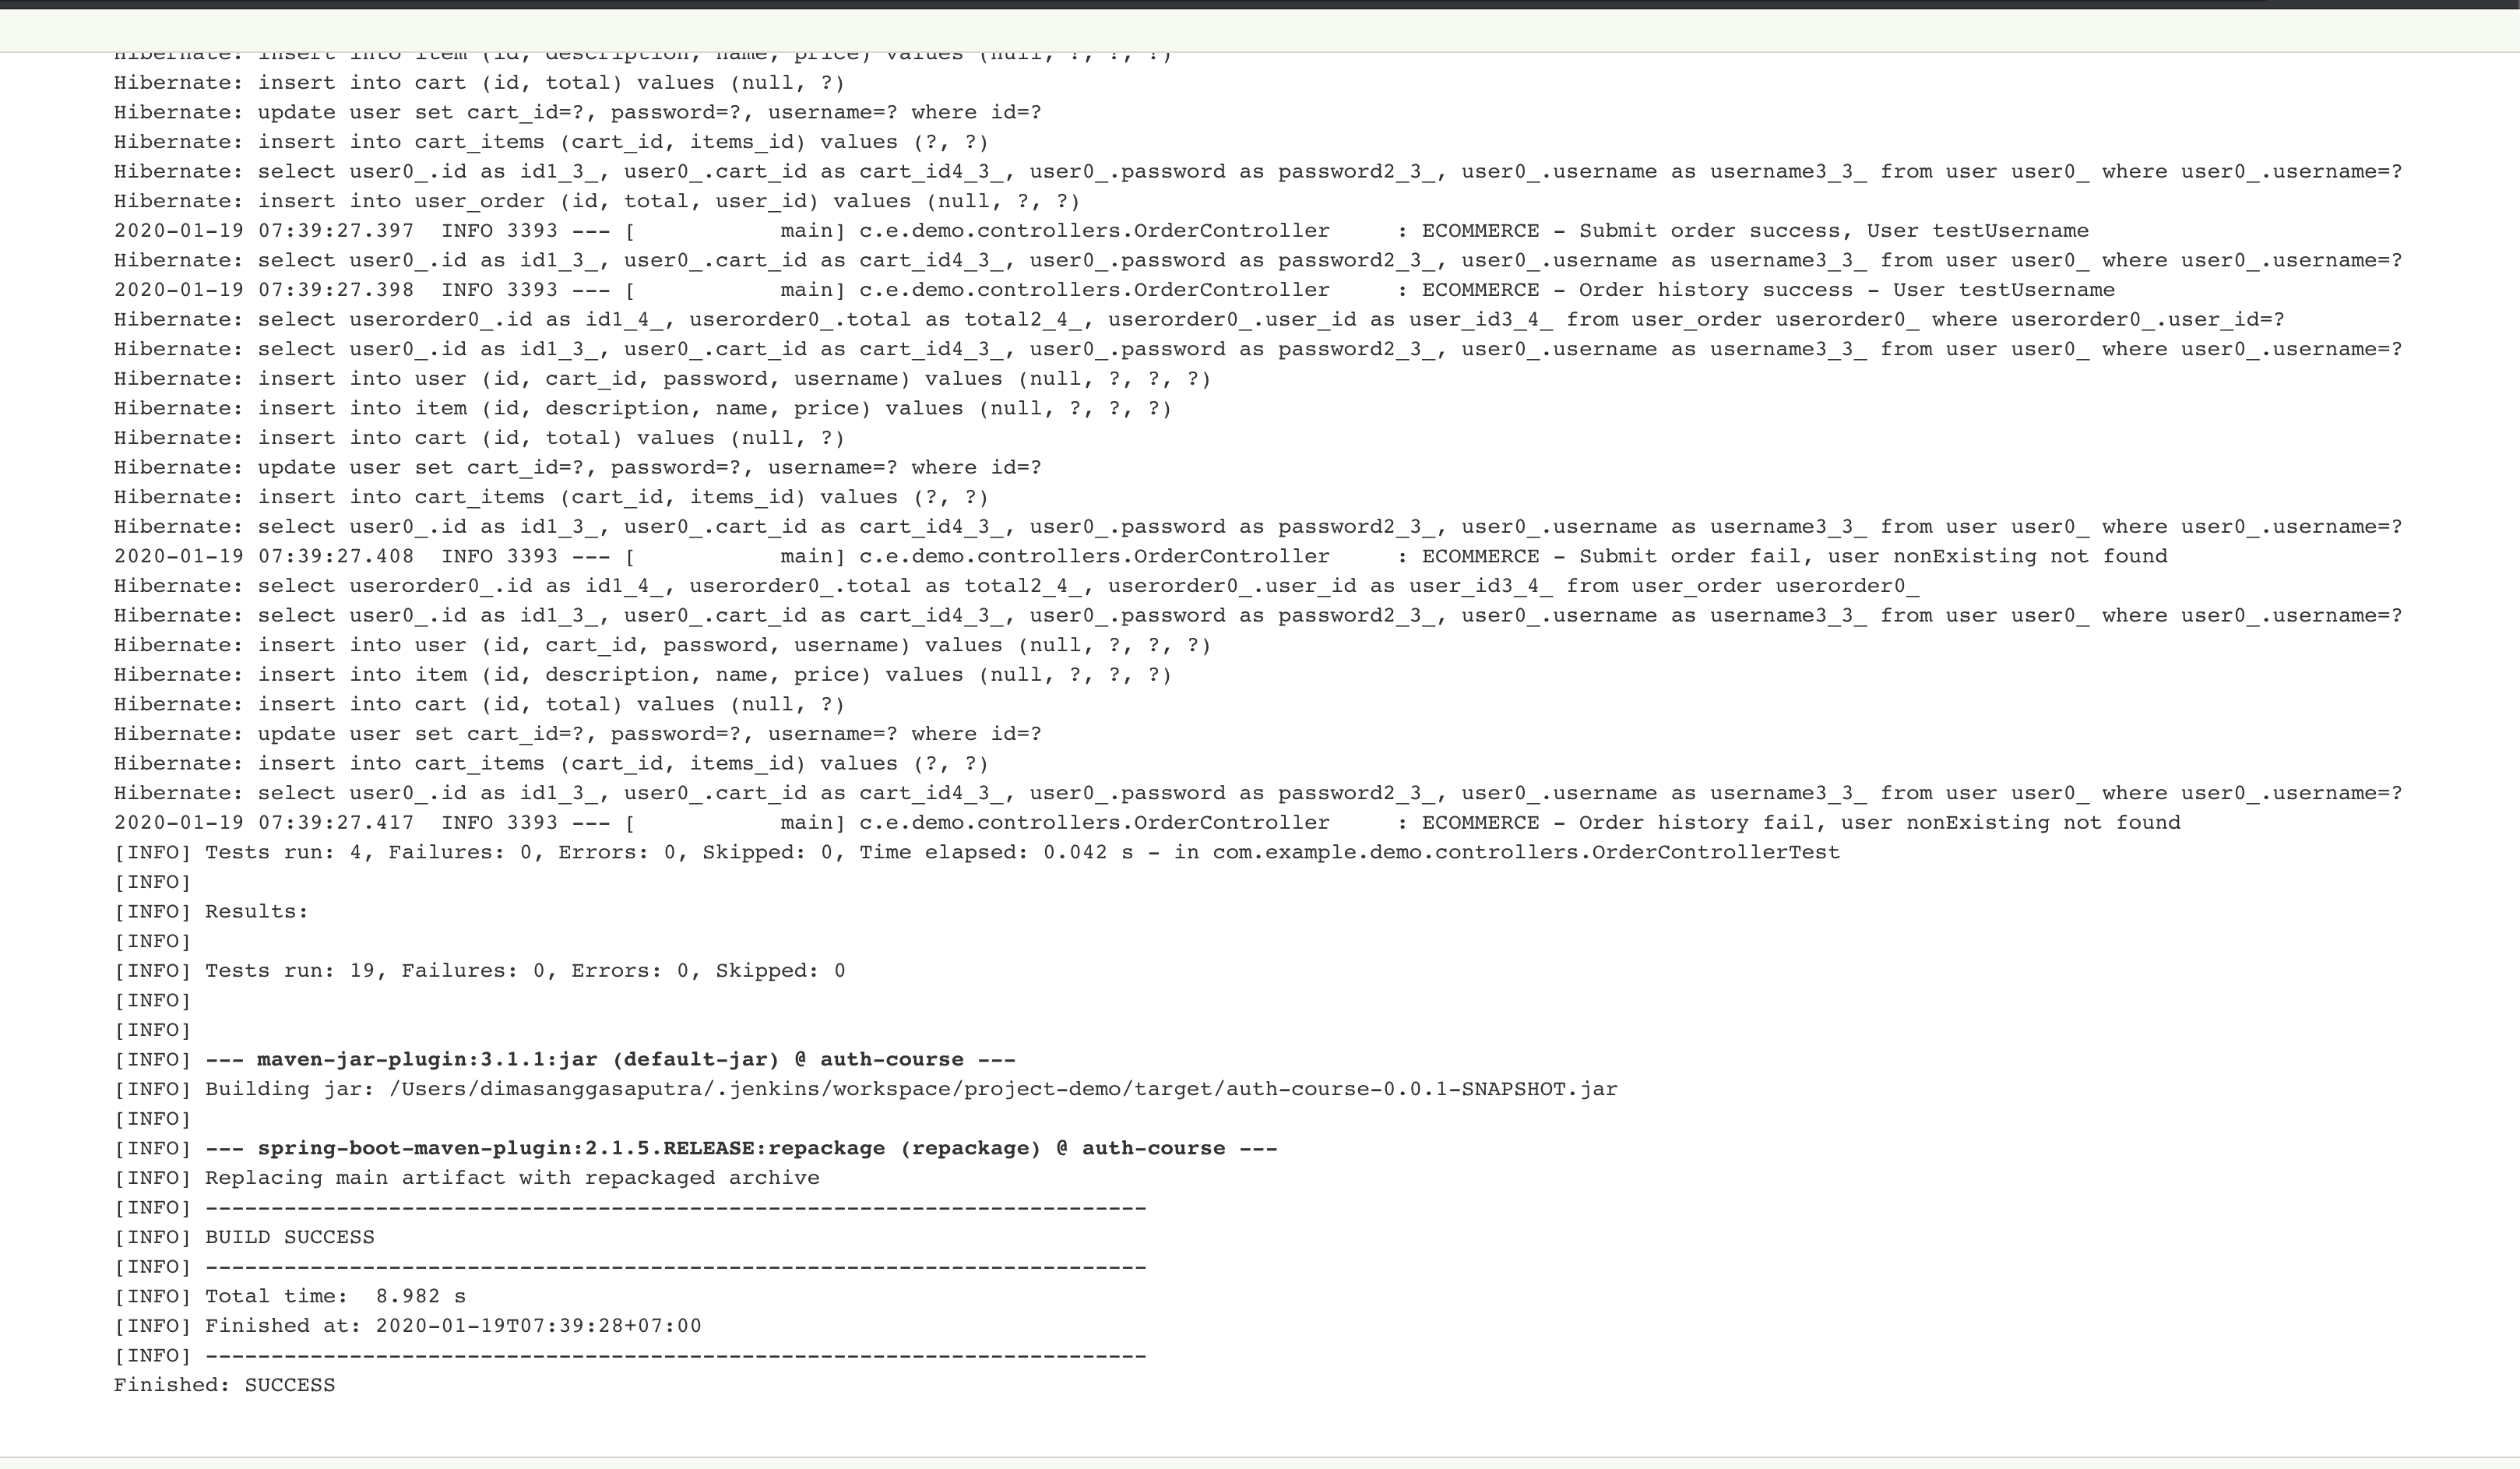 Hibernate: insert into item (id, description, name, price) values (null, ?, ?, ?)
Hibernate: insert into cart (id, total) values (null, ?)
Hibernate: update user set cart_id=?, password=?, username=? where id=?
Hibernate: insert into cart_items (cart_id, items_id) values (?, ?)
Hibernate: select user0_.id as id1_3_, user0_.cart_id as cart_id4_3_, user0_.password as password2_3_, user0_.username as username3_3_ from user user0_ where user0_.username=?
Hibernate: insert into user_order (id, total, user_id) values (null, ?, ?)
2020-01-19 07:39:27.397  INFO 3393 --- [           main] c.e.demo.controllers.OrderController     : ECOMMERCE - Submit order success, User testUsername
Hibernate: select user0_.id as id1_3_, user0_.cart_id as cart_id4_3_, user0_.password as password2_3_, user0_.username as username3_3_ from user user0_ where user0_.username=?
2020-01-19 07:39:27.398  INFO 3393 --- [           main] c.e.demo.controllers.OrderController     : ECOMMERCE - Order history success - User testUsername
Hibernate: select userorder0_.id as id1_4_, userorder0_.total as total2_4_, userorder0_.user_id as user_id3_4_ from user_order userorder0_ where userorder0_.user_id=?
Hibernate: select user0_.id as id1_3_, user0_.cart_id as cart_id4_3_, user0_.password as password2_3_, user0_.username as username3_3_ from user user0_ where user0_.username=?
Hibernate: insert into user (id, cart_id, password, username) values (null, ?, ?, ?)
Hibernate: insert into item (id, description, name, price) values (null, ?, ?, ?)
Hibernate: insert into cart (id, total) values (null, ?)
Hibernate: update user set cart_id=?, password=?, username=? where id=?
Hibernate: insert into cart_items (cart_id, items_id) values (?, ?)
Hibernate: select user0_.id as id1_3_, user0_.cart_id as cart_id4_3_, user0_.password as password2_3_, user0_.username as username3_3_ from user user0_ where user0_.username=?
2020-01-19 07:39:27.408  INFO 3393 --- [           main] c.e.demo.controllers.OrderController     : ECOMMERCE - Submit order fail, user nonExisting not found
Hibernate: select userorder0_.id as id1_4_, userorder0_.total as total2_4_, userorder0_.user_id as user_id3_4_ from user_order userorder0_
Hibernate: select user0_.id as id1_3_, user0_.cart_id as cart_id4_3_, user0_.password as password2_3_, user0_.username as username3_3_ from user user0_ where user0_.username=?
Hibernate: insert into user (id, cart_id, password, username) values (null, ?, ?, ?)
Hibernate: insert into item (id, description, name, price) values (null, ?, ?, ?)
Hibernate: insert into cart (id, total) values (null, ?)
Hibernate: update user set cart_id=?, password=?, username=? where id=?
Hibernate: insert into cart_items (cart_id, items_id) values (?, ?)
Hibernate: select user0_.id as id1_3_, user0_.cart_id as cart_id4_3_, user0_.password as password2_3_, user0_.username as username3_3_ from user user0_ where user0_.username=?
2020-01-19 07:39:27.417  INFO 3393 --- [           main] c.e.demo.controllers.OrderController     : ECOMMERCE - Order history fail, user nonExisting not found
[INFO] Tests run: 4, Failures: 0, Errors: 0, Skipped: 0, Time elapsed: 0.042 s - in com.example.demo.controllers.OrderControllerTest
[INFO]
[INFO] Results:
[INFO]
[INFO] Tests run: 19, Failures: 0, Errors: 0, Skipped: 0
[INFO]
[INFO]
[INFO] --- maven-jar-plugin:3.1.1:jar (default-jar) @ auth-course ---
[INFO] Building jar: /Users/dimasanggasaputra/.jenkins/workspace/project-demo/target/auth-course-0.0.1-SNAPSHOT.jar
[INFO]
[INFO] --- spring-boot-maven-plugin:2.1.5.RELEASE:repackage (repackage) @ auth-course ---
[INFO] Replacing main artifact with repackaged archive
[INFO] ------------------------------------------------------------------------
[INFO] BUILD SUCCESS
[INFO] ------------------------------------------------------------------------
[INFO] Total time:  8.982 s
[INFO] Finished at: 2020-01-19T07:39:28+07:00
[INFO] ------------------------------------------------------------------------
Finished: SUCCESS